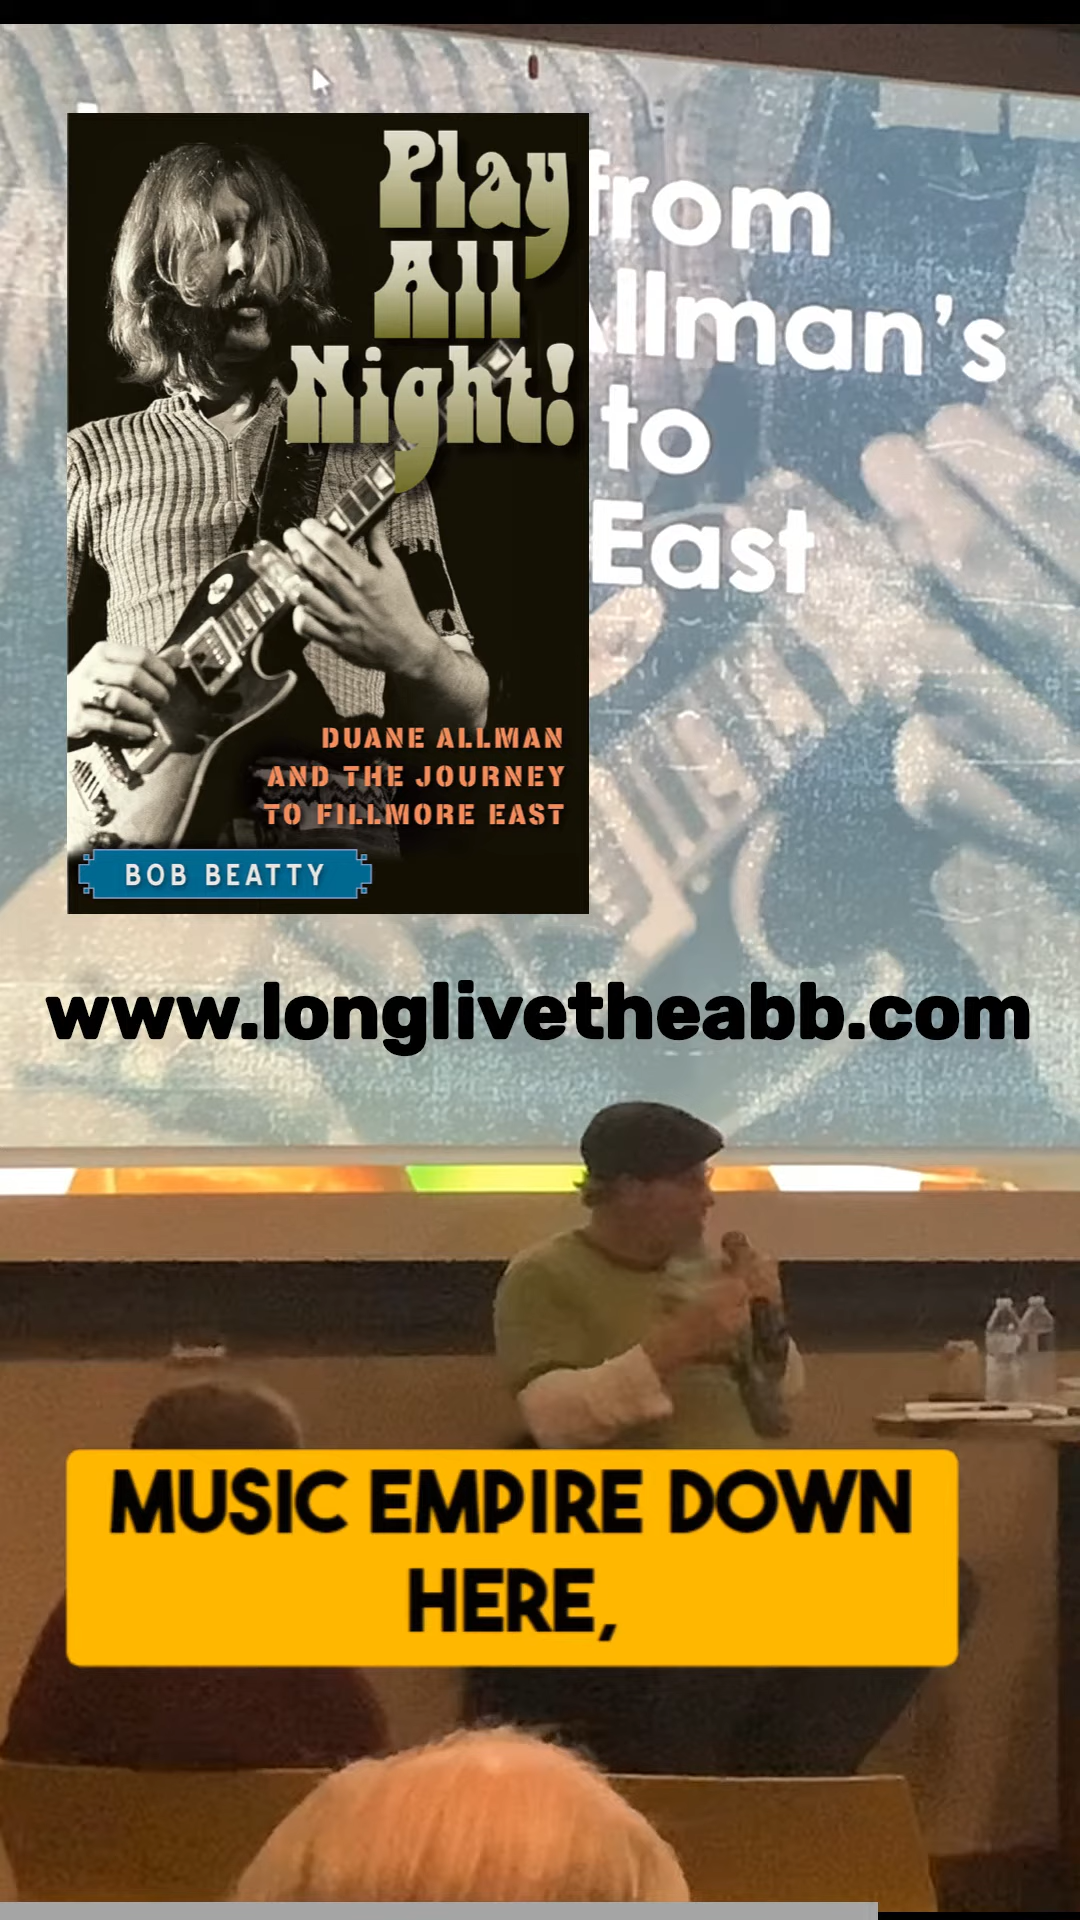 Play
All
Night!
DUANE ALLMAN
AND THE JOURNEY
TO FILLMORE EAST
BOB BEATTY
from
Allman's
to
East
www.longlivetheabb.com
MUSIC EMPIRE DOWN
HERE,